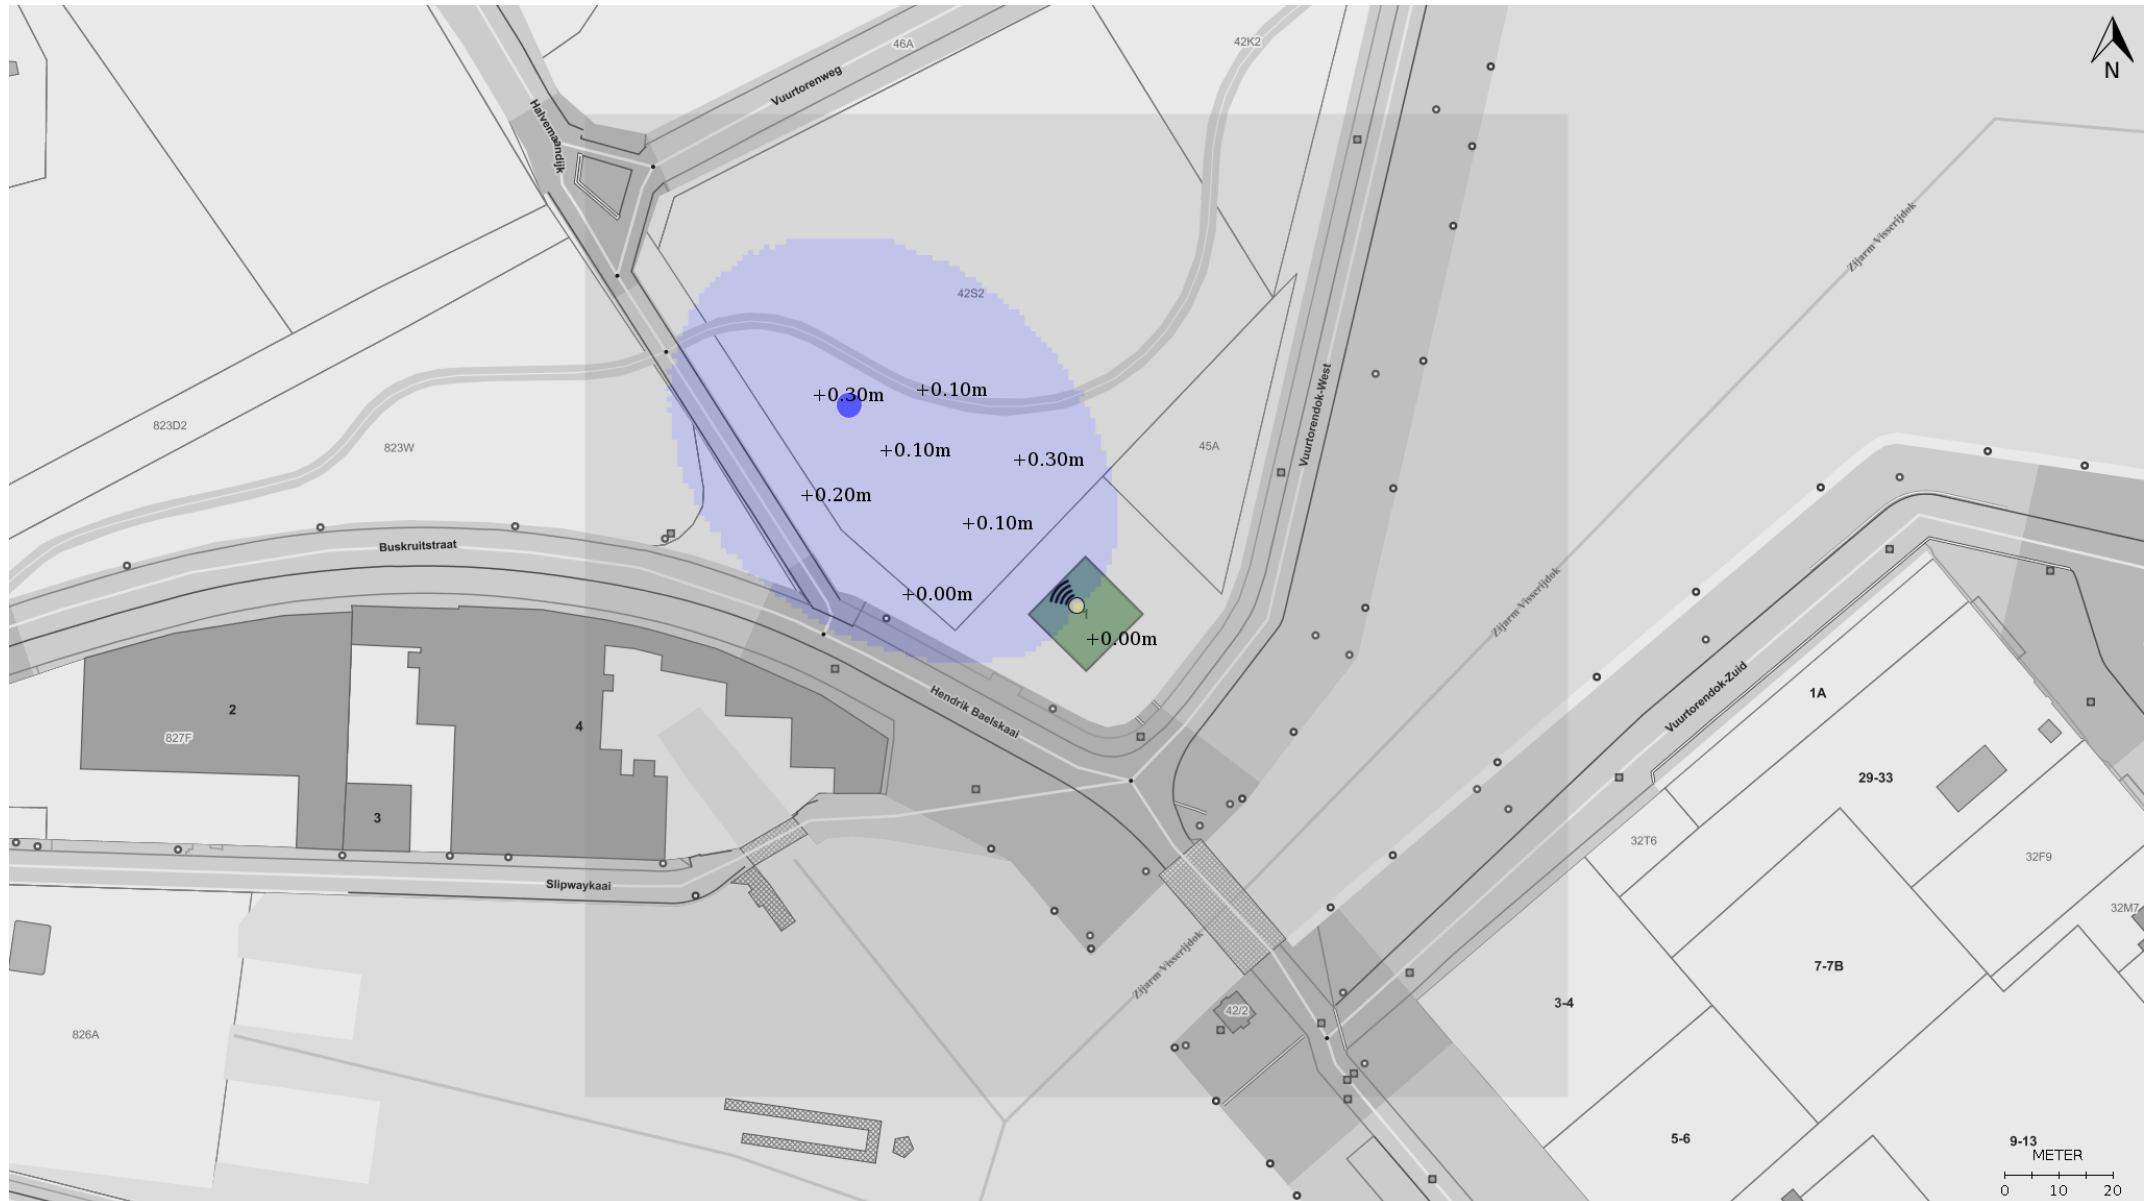 46A
42K2
N
Vuurtorenweg
Halvemaandijk
Zijarm Visserijdok
42S2
+0.30m
+0.10m
Vuurtorendok-West
823D2
823W
+0.10m
+0.30m
45A
+0.20m
+0.10m
Buskruitstraat
+0.00m
1
+0.00m
Zijarm Visserijdok
2
4
827F
Hendrik Baelskaai
Vuurtorendok-Zuid
1A
29-33
3
32T6
32F9
Slipwaykaai
32M7
Zijarm Visserijdok
7-7B
3-4
42/2
826A
5-6
9-13
METER
0 10 20